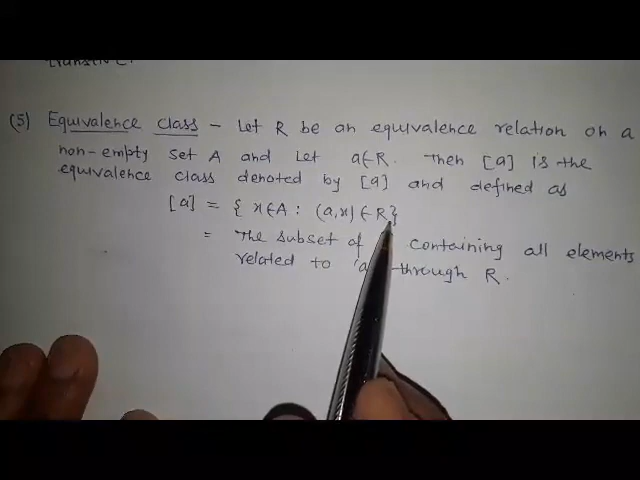 (5) Equivalence class - Let R be an equivalence relation on a
non-empty set A and Let a∈R. Then [a] is the
equivalence class denoted by [a] and defined as
[a] = { x∈A : (a,x)∈R}
= The subset of containing all elements
related to 'a through R.